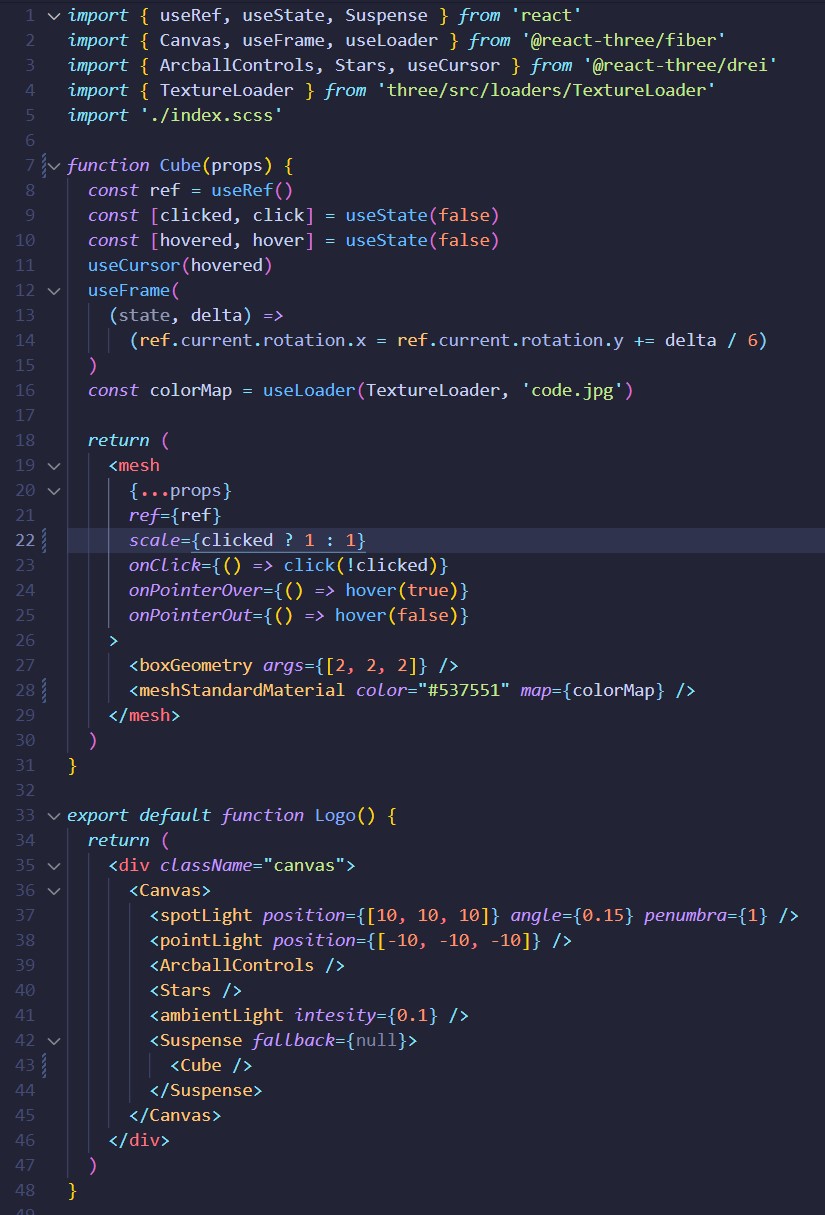 1 import { useRef, useState, Suspense } from 'react'
2 import { Canvas, useFrame, useLoader } from '@react-three/fiber'
3 import { ArcballControls, Stars, useCursor } from '@react-three/drei'
4 import { TextureLoader } from 'three/src/loaders/TextureLoader'
5 import './index.scss'
6
7 function Cube(props) {
8 const ref = useRef()
9 const [clicked, click] = useState(false)
10 const [hovered, hover] = useState(false)
11 useCursor(hovered)
12 useFrame(
13 (state, delta) =>
14 (ref.current.rotation.x = ref.current.rotation.y += delta / 6)
15 )
16 const colorMap = useLoader(TextureLoader, 'code.jpg')
17
18 return (
19 <mesh
20 {...props}
21 ref={ref}
22 scale={clicked ? 1 : 1}
23 onClick={() => click(!clicked)}
24 onPointerOver={() => hover(true)}
25 onPointerOut={() => hover(false)}
26 >
27 <boxGeometry args={[2, 2, 2]} />
28 <meshStandardMaterial color="#537551" map={colorMap} />
29 </mesh>
30 )
31 }
32
33 export default function Logo() {
34 return (
35 <div className="canvas">
36 <Canvas>
37 <spotLight position={[10, 10, 10]} angle={0.15} penumbra={1} />
38 <pointLight position={[-10, -10, -10]} />
39 <ArcballControls />
40 <Stars />
41 <ambientLight intesity={0.1} />
42 <Suspense fallback={null}>
43 <Cube />
44 </Suspense>
45 </Canvas>
46 </div>
47 )
48 }
49